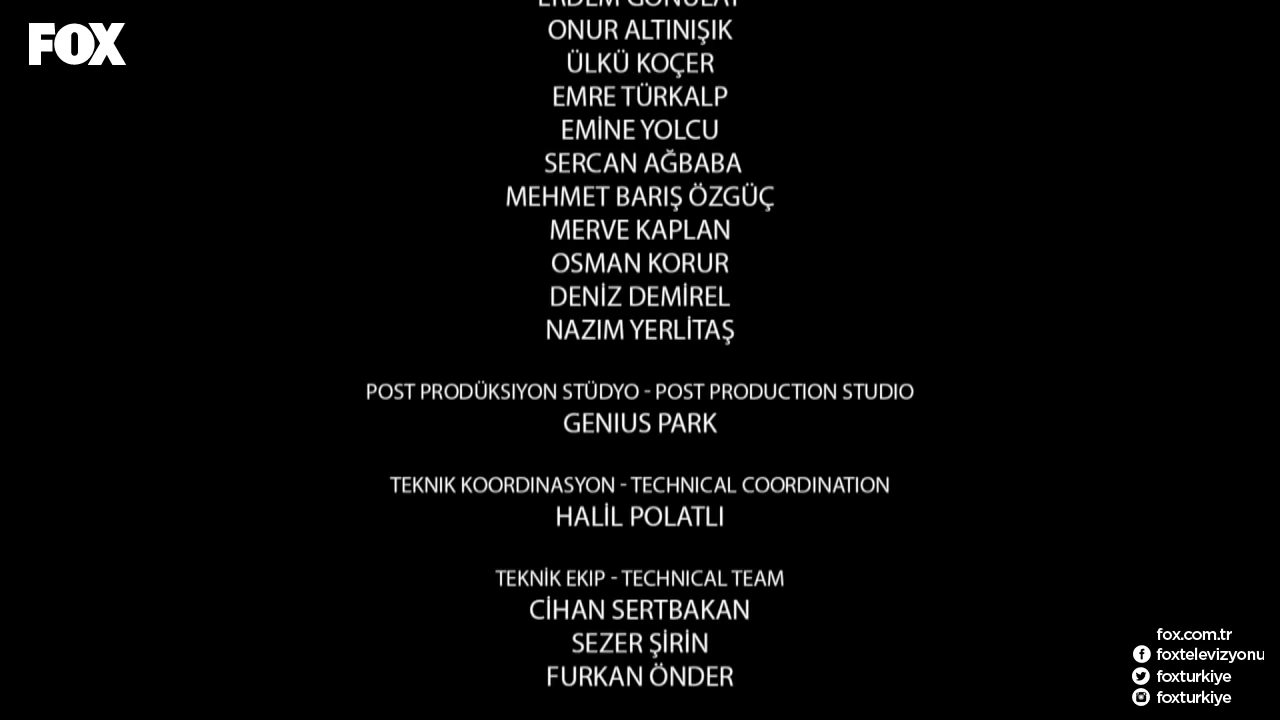 FOX
ERDEM GÖNÜLAY
ONUR ALTINIŞIK
ÜLKÜ KOÇER
EMRE TÜRKALP
EMİNE YOLCU
SERCAN AĞBABA
MEHMET BARIŞ ÖZGÜÇ
MERVE KAPLAN
OSMAN KORUR
DENİZ DEMİREL
NAZIM YERLİTAŞ
POST PRODÜKSIYON STÜDYO - POST PRODUCTION STUDIO
GENIUS PARK
TEKNIK KOORDINASYON - TECHNICAL COORDINATION
HALİL POLATLI
TEKNİK EKIP - TECHNICAL TEAM
CİHAN SERTBAKAN
SEZER ŞİRİN
FURKAN ÖNDER
fox.com.tr
foxtelevizyonu
foxturkiye
foxturkiye